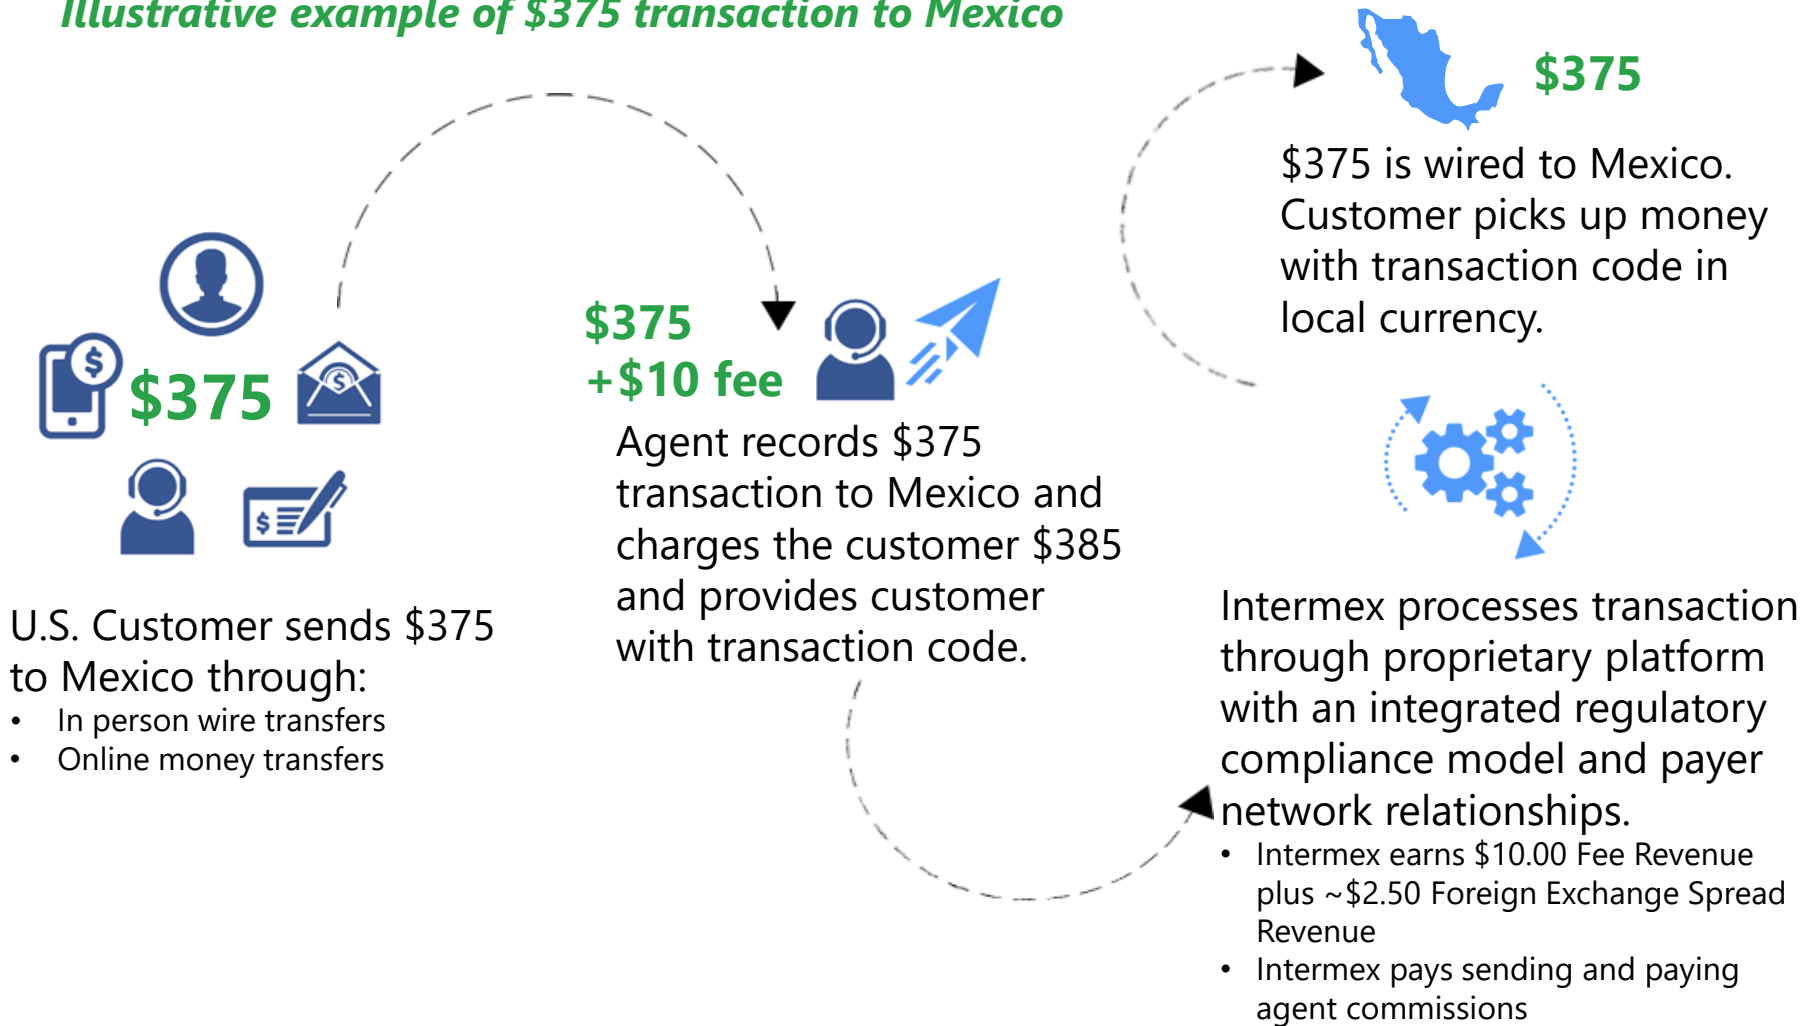 Illustrative example of $375 transaction to Mexico
$375
U.S. Customer sends $375
to Mexico through:
• In person wire transfers
• Online money transfers
$375
+$10 fee
Agent records $375
transaction to Mexico and
charges the customer $385
and provides customer
with transaction code.
$375
$375 is wired to Mexico.
Customer picks up money
with transaction code in
local currency.
Intermex processes transaction
through proprietary platform
with an integrated regulatory
compliance model and payer
network relationships.
• Intermex earns $10.00 Fee Revenue
plus ~$2.50 Foreign Exchange Spread
Revenue
• Intermex pays sending and paying
agent commissions